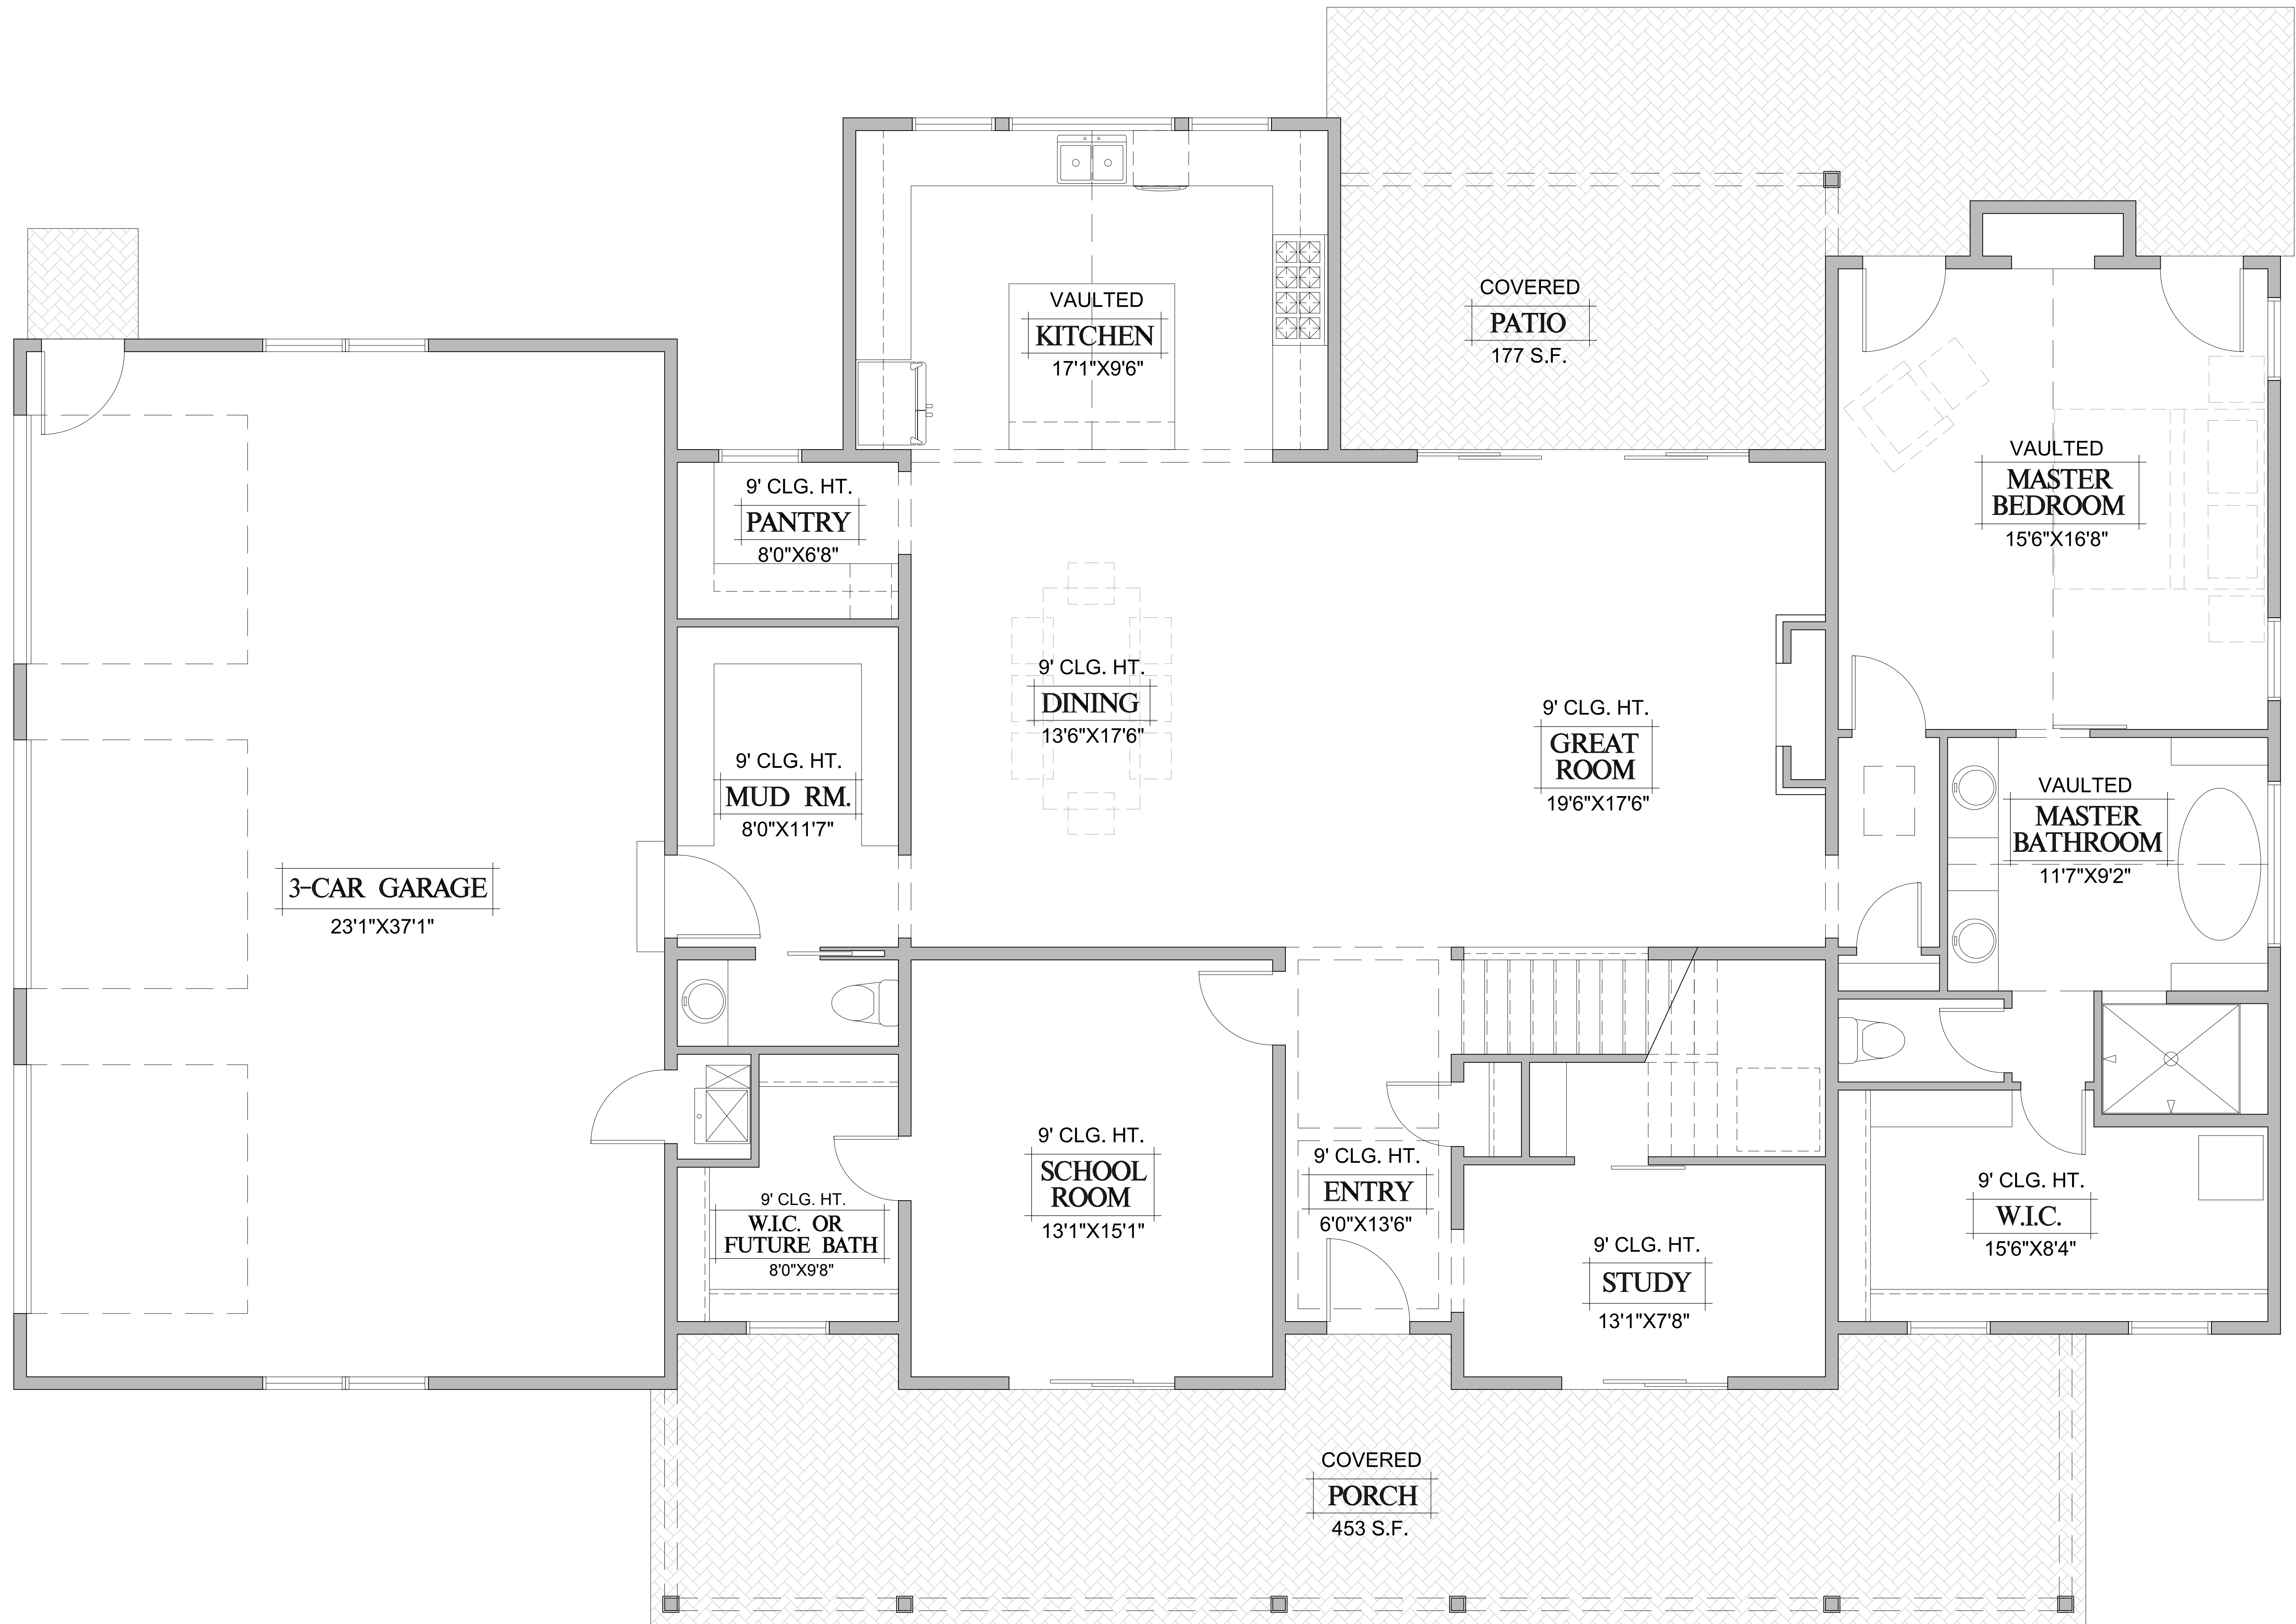 VAULTED
KITCHEN
17'1"X9'6"
COVERED
PATIO
177 S.F.
VAULTED
MASTER
BEDROOM
15'6"X16'8"
9' CLG. HT.
PANTRY
8'0"X6'8"
9' CLG. HT.
DINING
13'6"X17'6"
9' CLG. HT.
GREAT
ROOM
19'6"X17'6"
9' CLG. HT.
MUD RM.
8'0"X11'7"
VAULTED
MASTER
BATHROOM
11'7"X9'2"
3-CAR GARAGE
23'1"X37'1"
9' CLG. HT.
SCHOOL
ROOM
13'1"X15'1"
9' CLG. HT.
ENTRY
6'0"X13'6"
9' CLG. HT.
W.I.C. OR
FUTURE BATH
8'0"X9'8"
9' CLG. HT.
STUDY
13'1"X7'8"
9' CLG. HT.
W.I.C.
15'6"X8'4"
COVERED
PORCH
453 S.F.